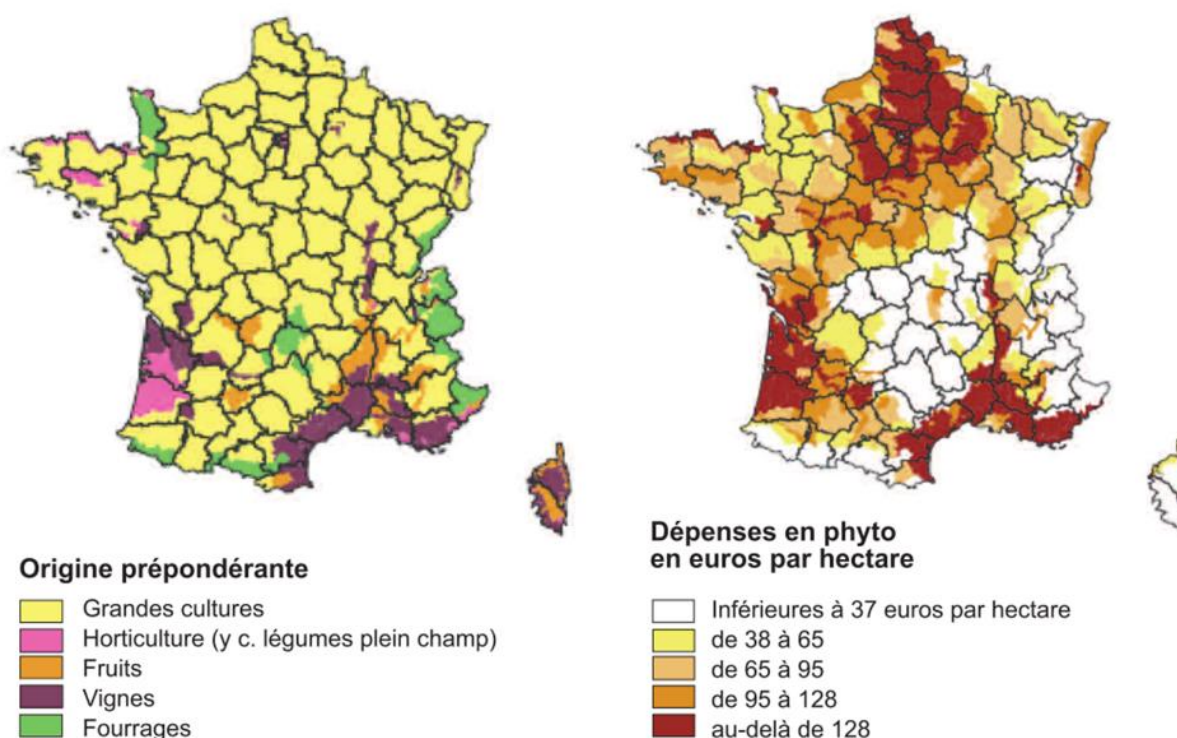 Origine prépondérante
Grandes cultures
Horticulture (y c. légumes plein champ)
Fruits
Vignes
Fourrages
Dépenses en phyto
en euros par hectare
Inférieures à 37 euros par hectare
de 38 à 65
de 65 à 95
de 95 à 128
au-delà de 128